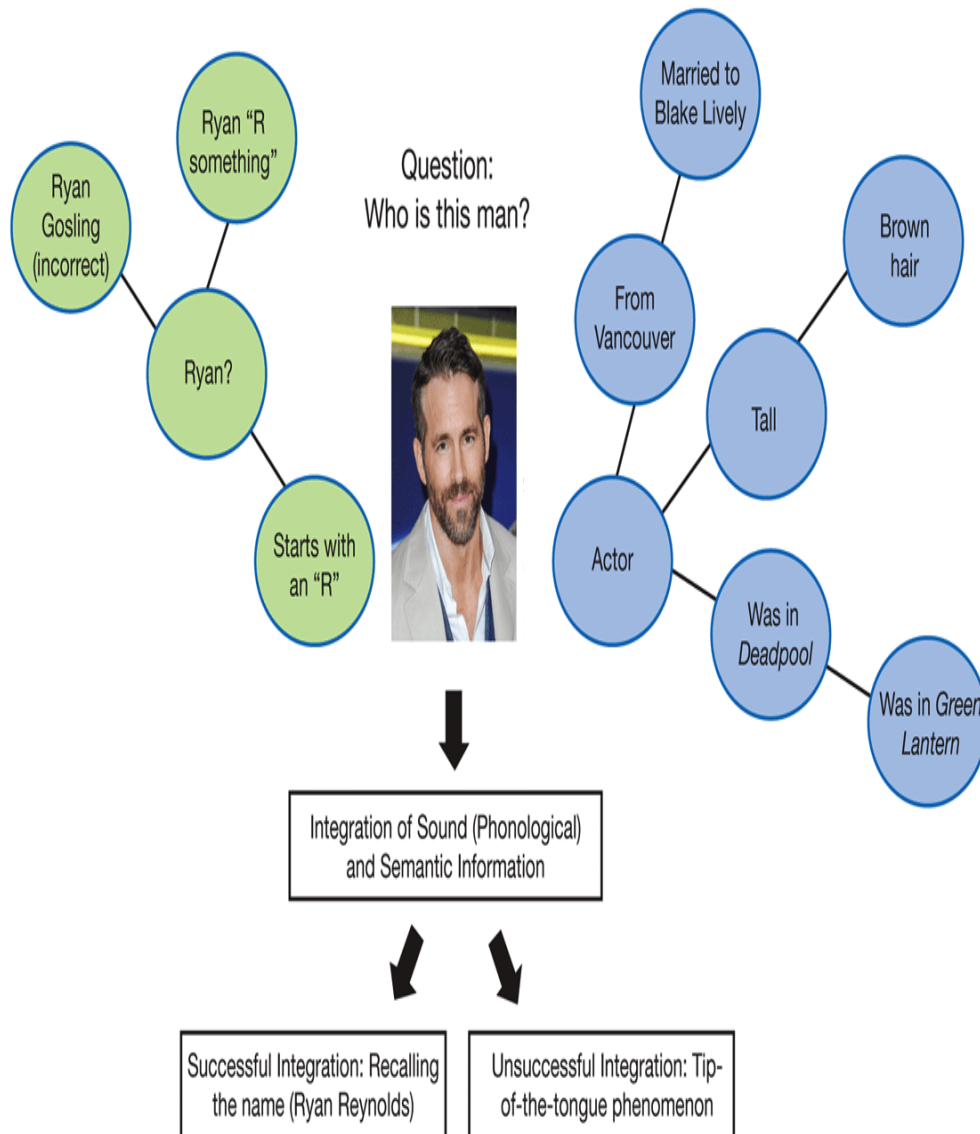 Question:
Who is this man?
Ryan "R
something"
Ryan
Gosling
(incorrect)
Ryan?
Starts with
an "R"
Married to
Blake Lively
From
Vancouver
Brown
hair
Tall
Actor
Was in
Deadpool
Was in Green
Lantern
Integration of Sound (Phonological)
and Semantic Information
Successful Integration: Recalling
the name (Ryan Reynolds)
Unsuccessful Integration: Tip-
of-the-tongue phenomenon